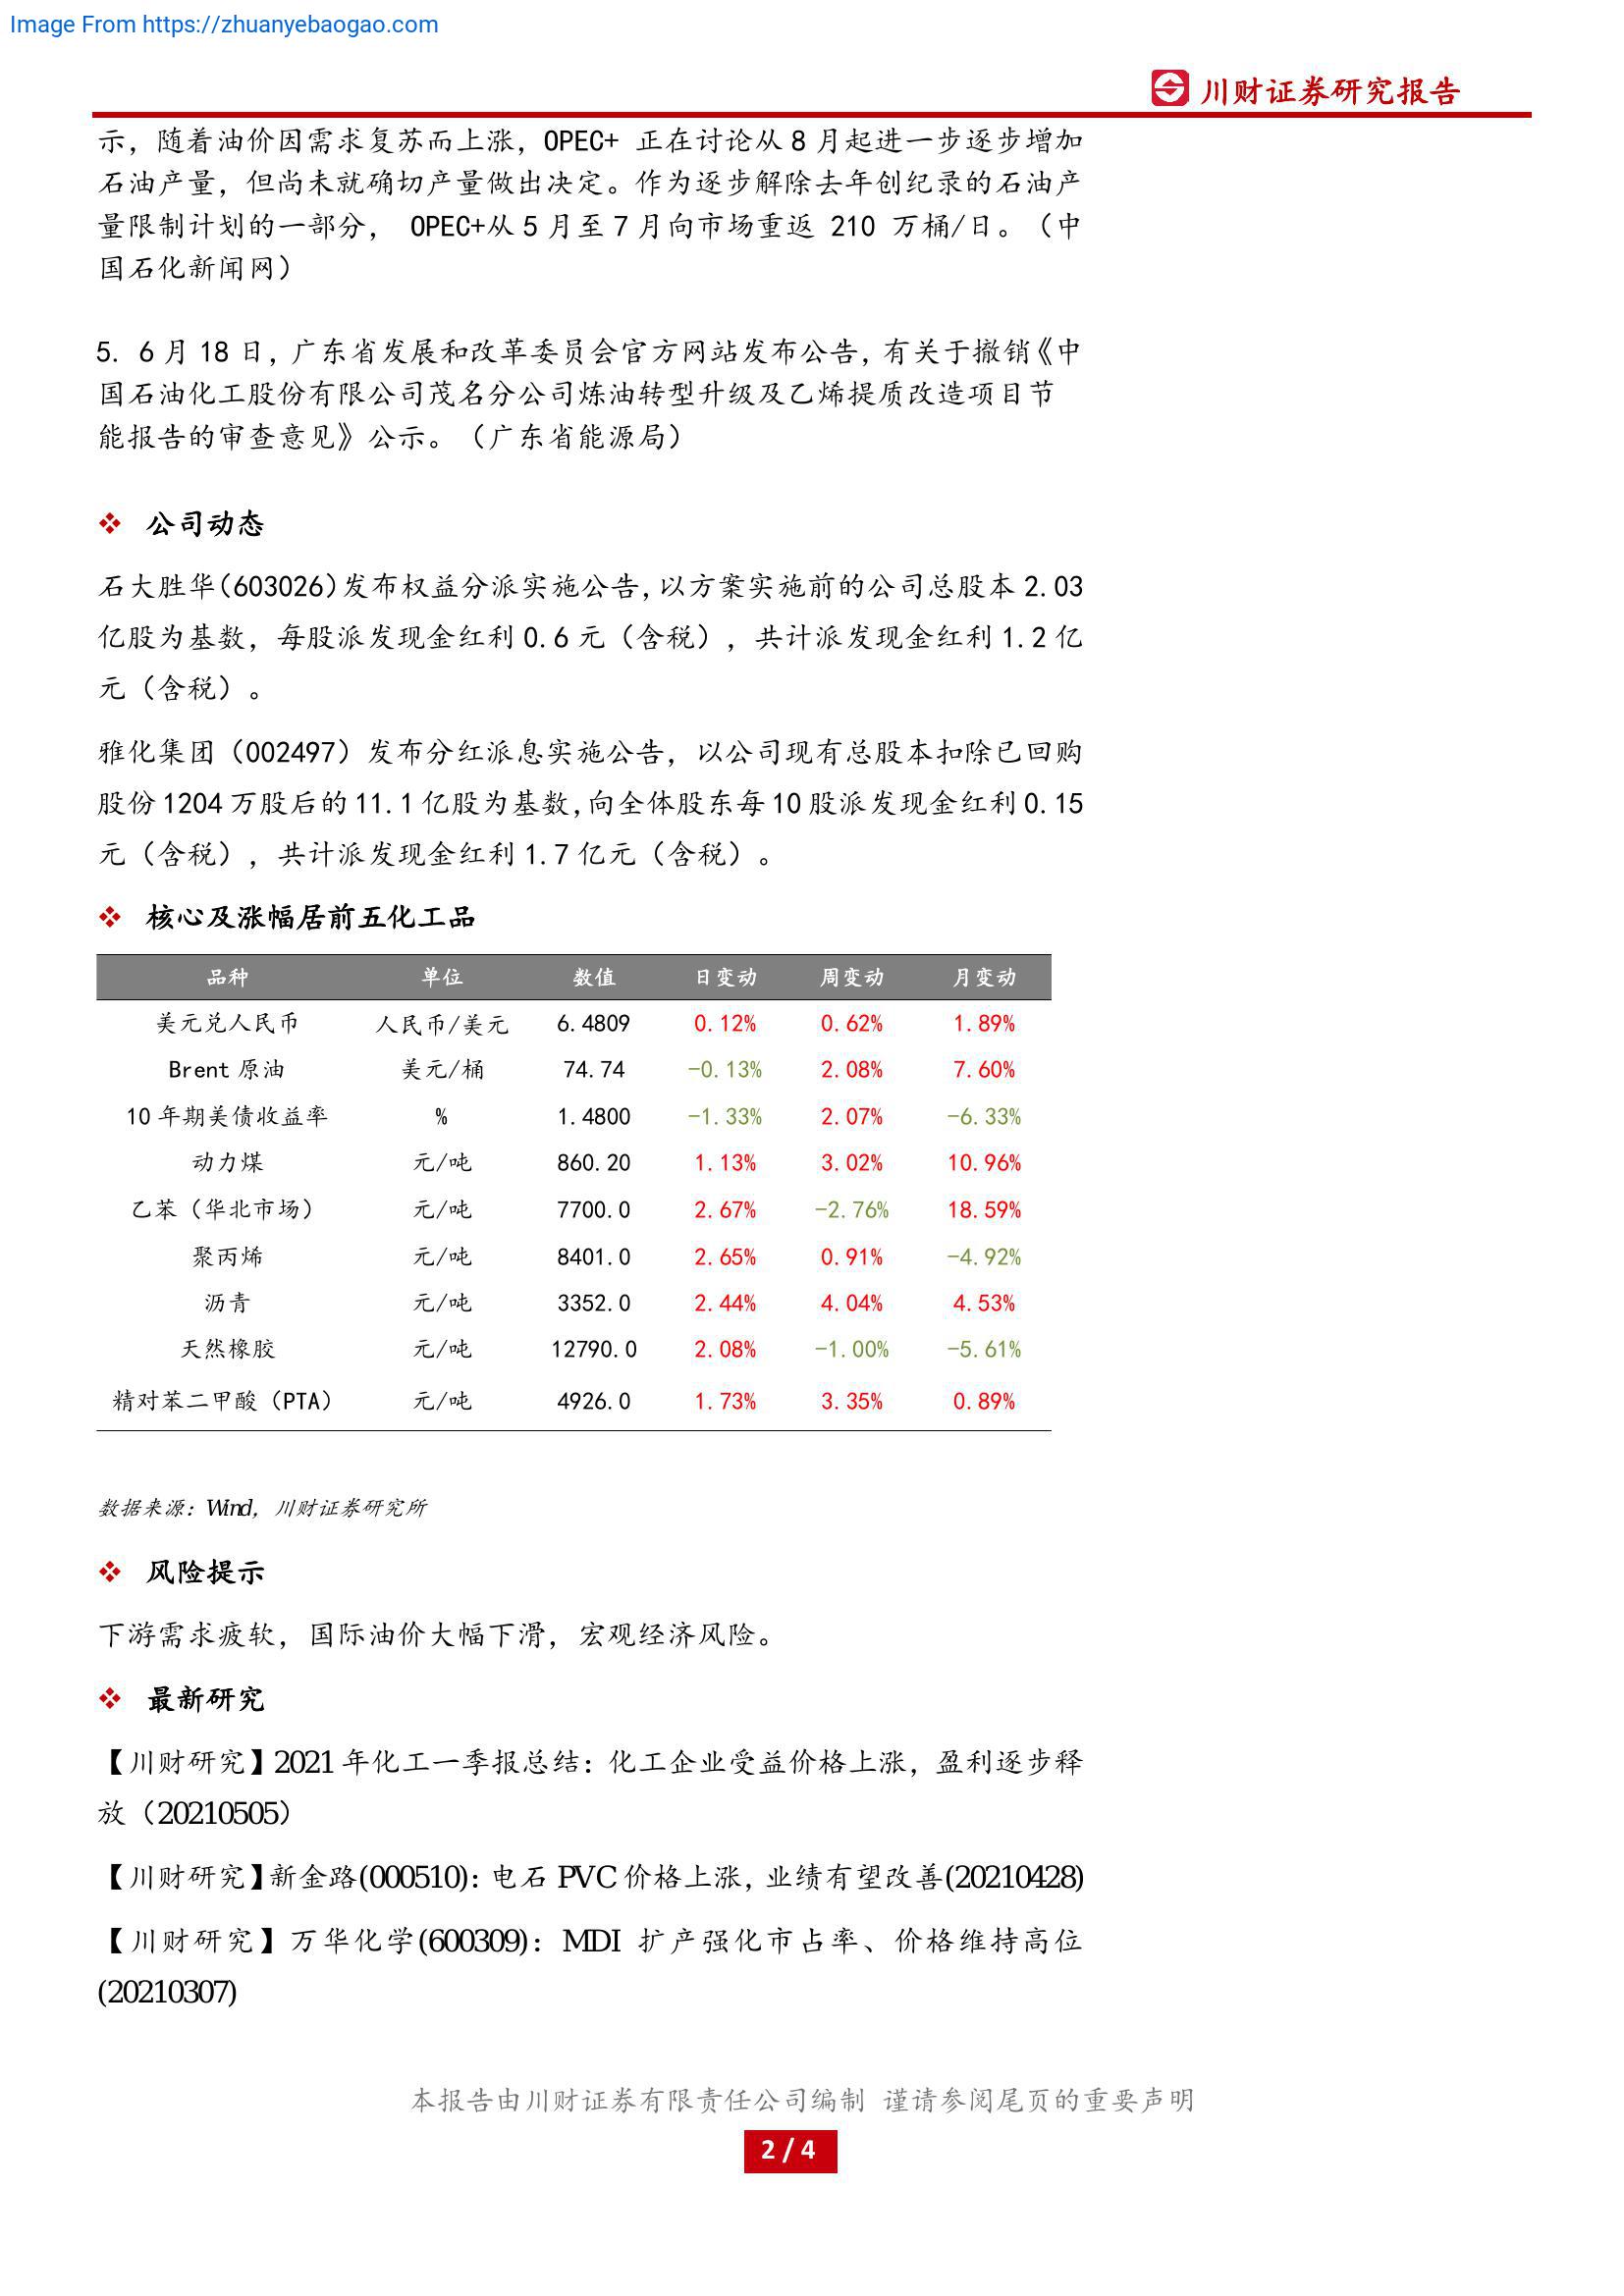 Image From https://zhuanyebaogao.com
川财证券研究报告
示，随着油价因需求复苏而上涨，OPEC+ 正在讨论从 8 月起进一步逐步增加
石油产量，但尚未就确切产量做出决定。作为逐步解除去年创纪录的石油产
量限制计划的一部分， OPEC+从 5 月至 7 月向市场重返 210 万桶/日。（中
国石化新闻网）
5. 6 月 18 日，广东省发展和改革委员会官方网站发布公告，有关于撤销《中
国石油化工股份有限公司茂名分公司炼油转型升级及乙烯提质改造项目节
能报告的审查意见》公示。（广东省能源局）
❖ 公司动态
石大胜华(603026)发布权益分派实施公告，以方案实施前的公司总股本 2.03
亿股为基数，每股派发现金红利 0.6 元（含税），共计派发现金红利 1.2 亿
元（含税）。
雅化集团（002497）发布分红派息实施公告，以公司现有总股本扣除已回购
股份 1204 万股后的 11.1 亿股为基数，向全体股东每 10 股派发现金红利 0.15
元（含税），共计派发现金红利 1.7 亿元（含税）。
❖ 核心及涨幅居前五化工品
品种 单位 数值 日变动 周变动 月变动
美元兑人民币 人民币/美元 6.4809 0.12% 0.62% 1.89%
Brent 原油 美元/桶 74.74 -0.13% 2.08% 7.60%
10 年期美债收益率 % 1.4800 -1.33% 2.07% -6.33%
动力煤 元/吨 860.20 1.13% 3.02% 10.96%
乙苯（华北市场） 元/吨 7700.0 2.67% -2.76% 18.59%
聚丙烯 元/吨 8401.0 2.65% 0.91% -4.92%
沥青 元/吨 3352.0 2.44% 4.04% 4.53%
天然橡胶 元/吨 12790.0 2.08% -1.00% -5.61%
精对苯二甲酸（PTA） 元/吨 4926.0 1.73% 3.35% 0.89%
数据来源：Wind，川财证券研究所
❖ 风险提示
下游需求疲软，国际油价大幅下滑，宏观经济风险。
❖ 最新研究
【川财研究】2021 年化工一季报总结：化工企业受益价格上涨，盈利逐步释
放（20210505）
【川财研究】新金路(000510)：电石 PVC 价格上涨，业绩有望改善(20210428)
【川财研究】万华化学(600309)：MDI 扩产强化市占率、价格维持高位
(20210307)
本报告由川财证券有限责任公司编制 谨请参阅尾页的重要声明
2 / 4